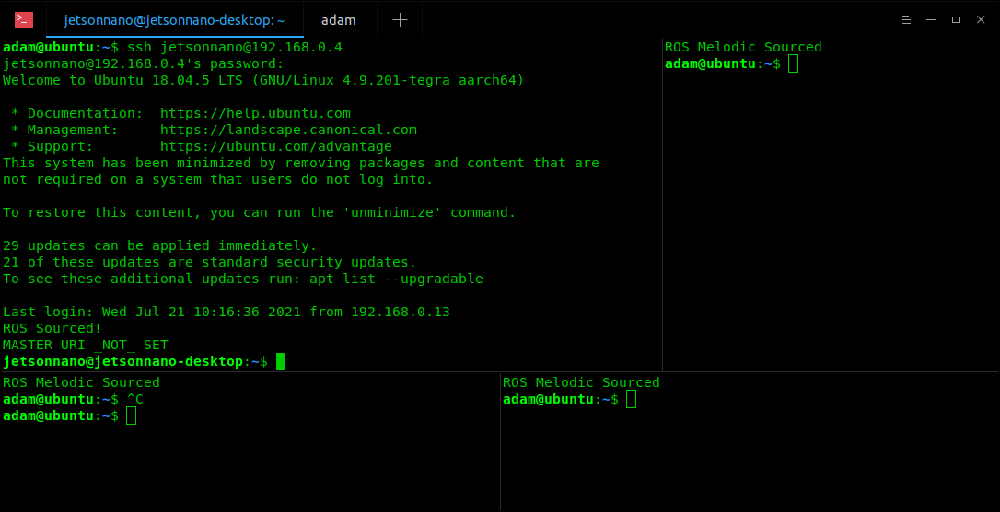 jetsonnano@jetsonnano-desktop: ~
adam
adam@ubuntu:~$ ssh jetsonnano@192.168.0.4
jetsonnano@192.168.0.4's password:
Welcome to Ubuntu 18.04.5 LTS (GNU/Linux 4.9.201-tegra aarch64)
* Documentation:  https://help.ubuntu.com
* Management:     https://landscape.canonical.com
* Support:        https://ubuntu.com/advantage
This system has been minimized by removing packages and content that are
not required on a system that users do not log into.
To restore this content, you can run the 'unminimize' command.
29 updates can be applied immediately.
21 of these updates are standard security updates.
To see these additional updates run: apt list --upgradable
Last login: Wed Jul 21 10:16:36 2021 from 192.168.0.13
ROS Sourced!
MASTER URI _NOT_ SET
jetsonnano@jetsonnano-desktop:~$
ROS Melodic Sourced
adam@ubuntu:~$
ROS Melodic Sourced
adam@ubuntu:~$ ^C
adam@ubuntu:~$
ROS Melodic Sourced
adam@ubuntu:~$